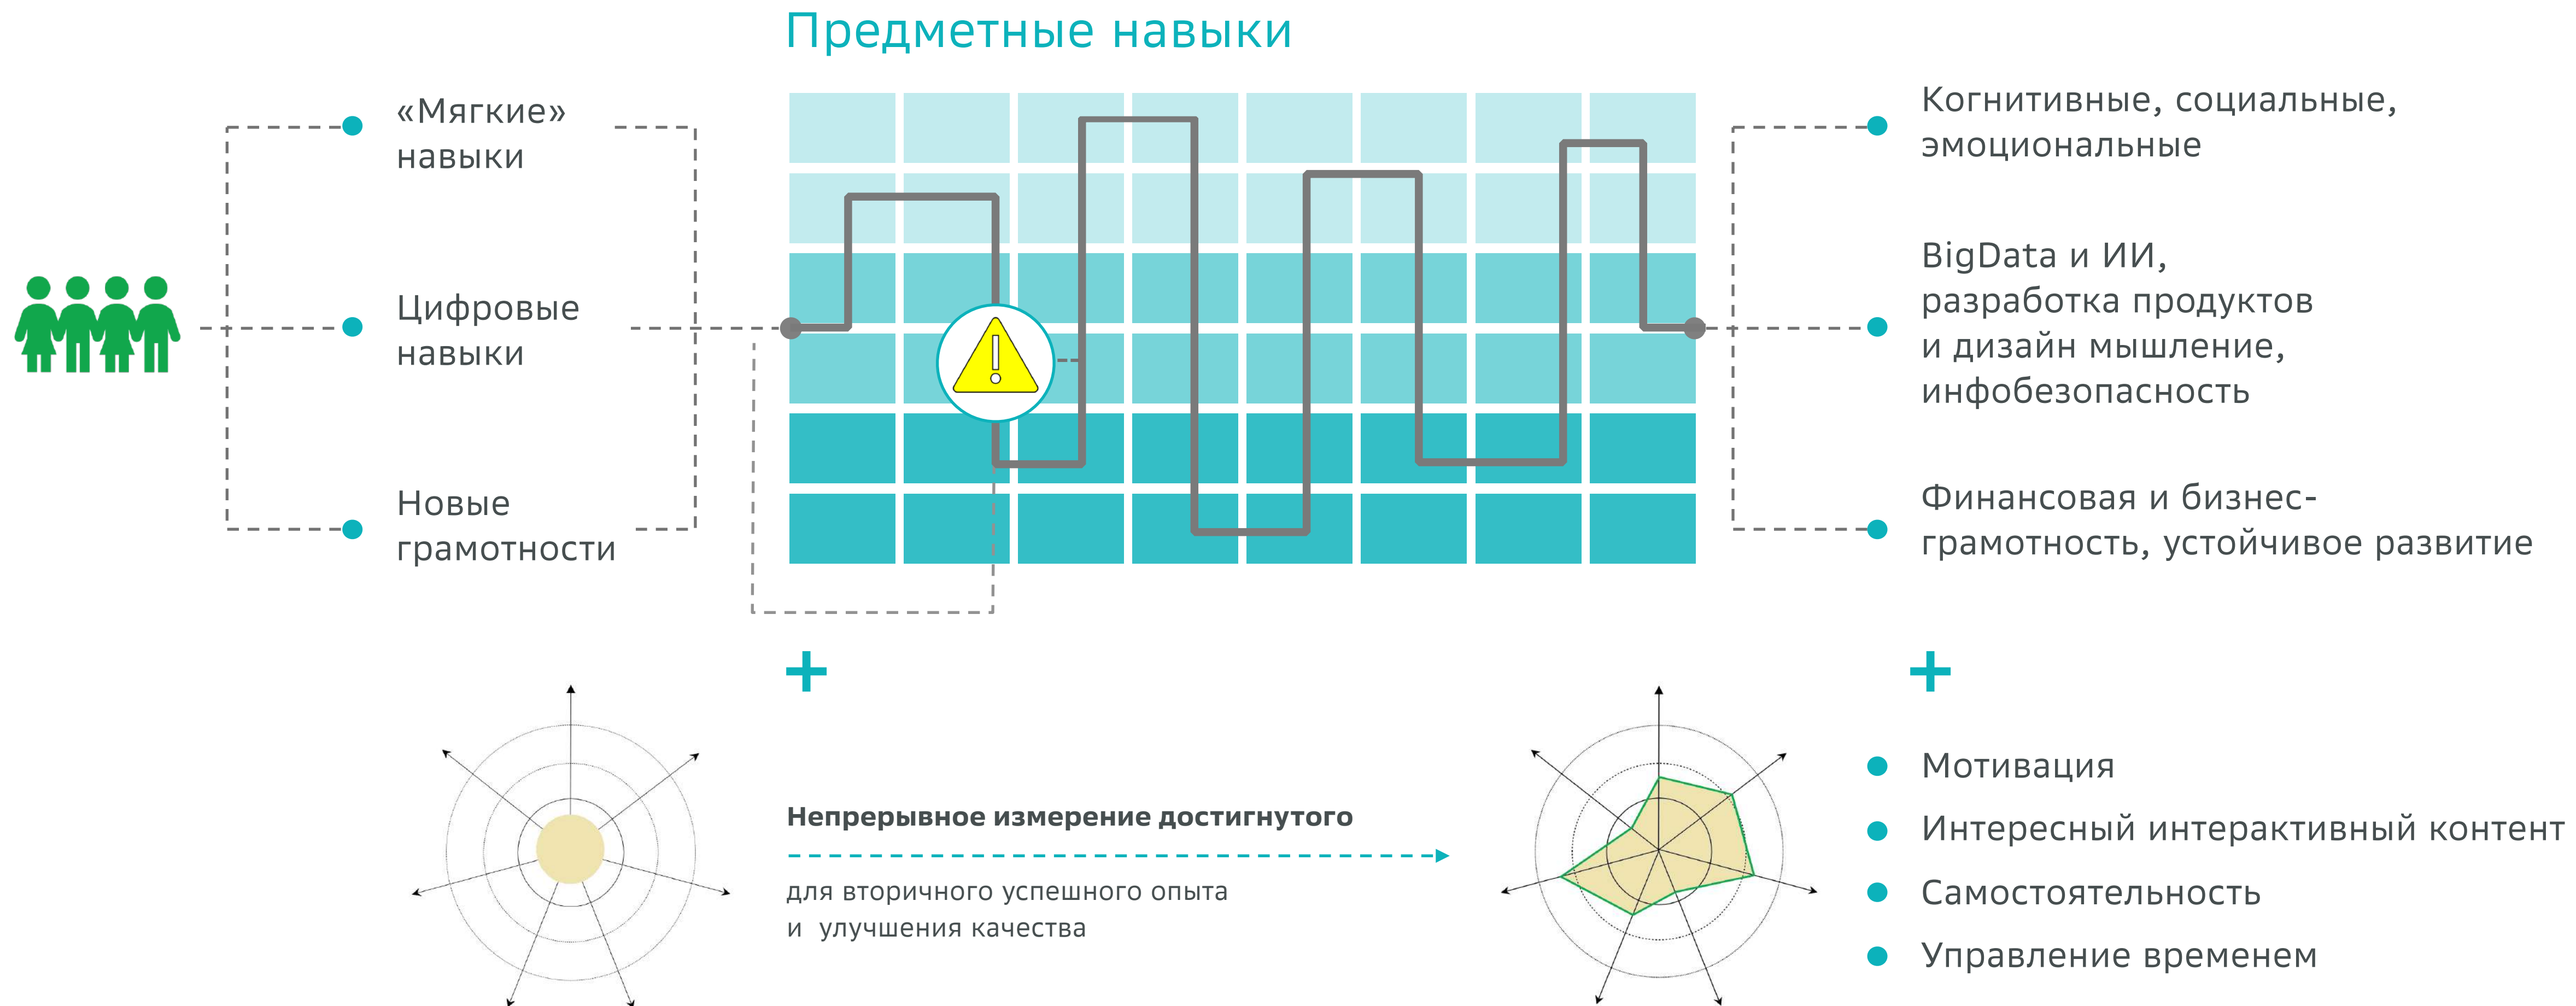 Предметные навыки
«Мягкие»
навыки
Цифровые
навыки
Новые
грамотности
Когнитивные, социальные,
эмоциональные
BigData и ИИ,
разработка продуктов
и дизайн мышление,
инфобезопасность
Финансовая и бизнес-
грамотность, устойчивое развитие
Непрерывное измерение достигнутого
для вторичного успешного опыта
и улучшения качества
Мотивация
Интересный интерактивный контент
Самостоятельность
Управление временем